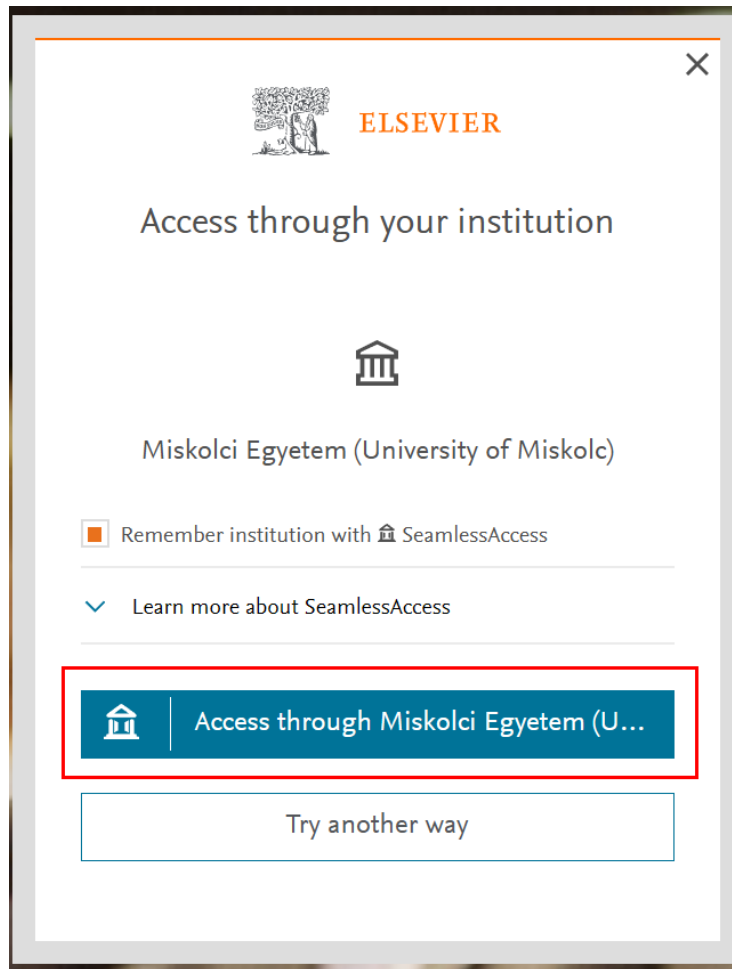 ELSEVIER
Access through your institution
Miskolci Egyetem (University of Miskolc)
Remember institution with SeamlessAccess
Learn more about SeamlessAccess
Access through Miskolci Egyetem (U...
Try another way